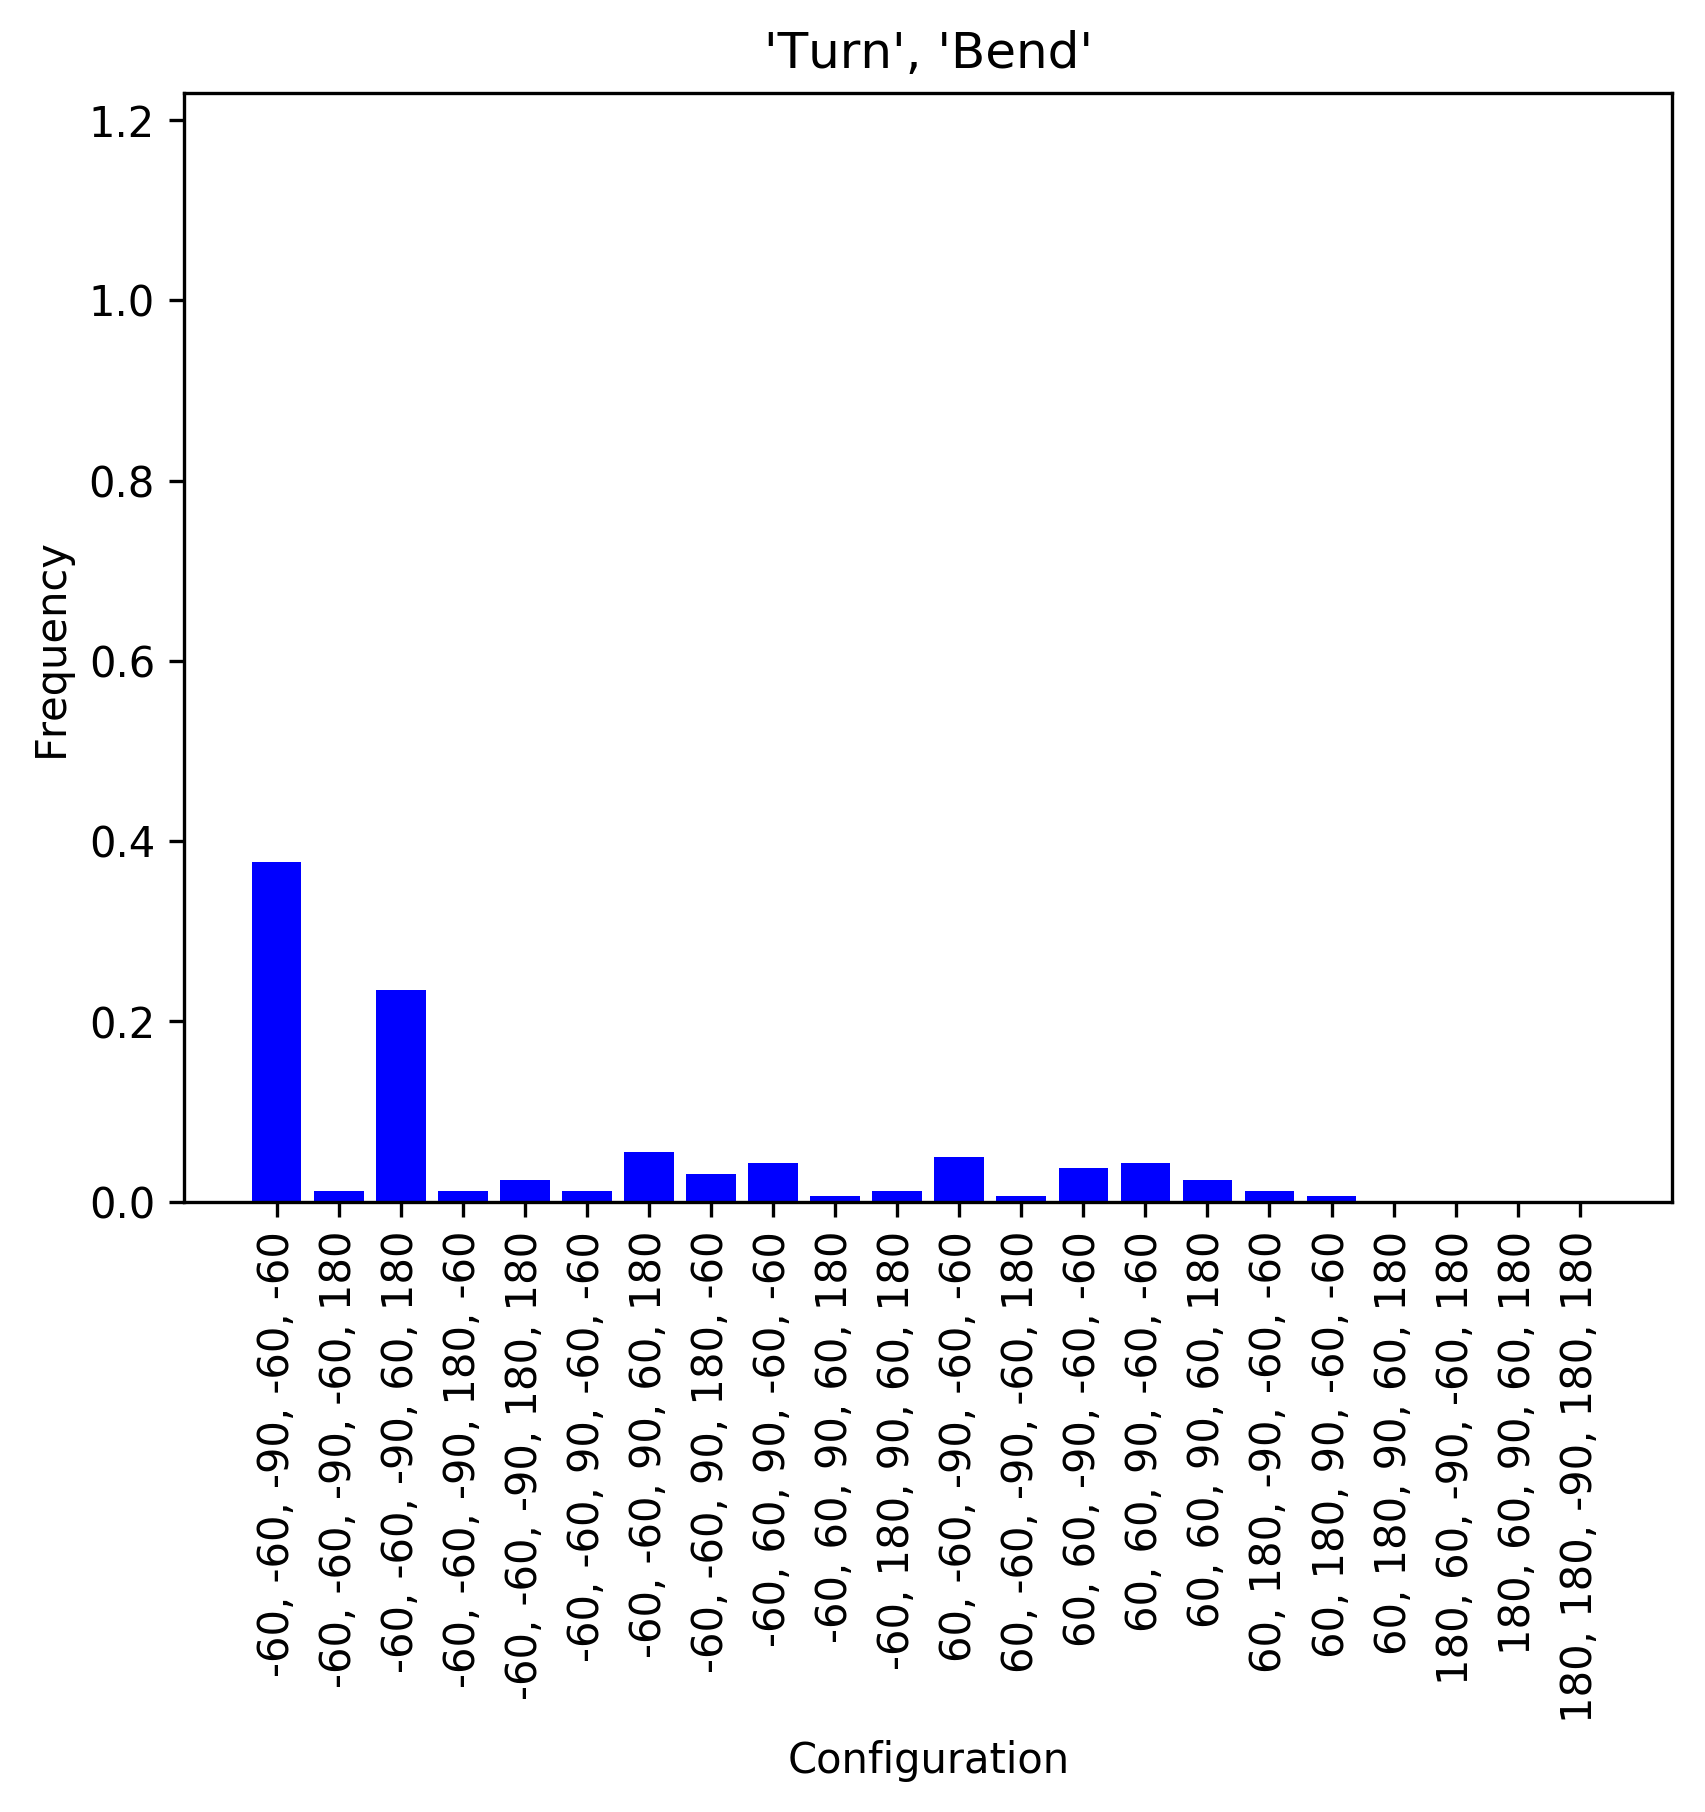 'Turn', 'Bend'
1.2
1.0
0.8
0.6
0.4
0.2
0.0
Frequency
-60, -60, -90, -60, -60
-60, -60, -90, -60, 180
-60, -60, -90, 60, 180
-60, -60, -90, 180, -60
-60, -60, -90, 180, 180
-60, -60, 90, -60, -60
-60, -60, 90, 60, 180
-60, -60, 90, 180, -60
-60, 60, 90, -60, -60
-60, 60, 90, 60, 180
-60, 180, 90, 60, 180
60, -60, -90, -60, -60
60, -60, -90, -60, 180
60, 60, -90, -60, -60
60, 60, 90, -60, -60
60, 60, 90, 60, 180
60, 180, -90, -60, -60
60, 180, 90, -60, -60
60, 180, 90, 60, 180
180, 60, -90, -60, 180
180, 60, 90, 60, 180
180, 180, -90, 180, 180
Configuration